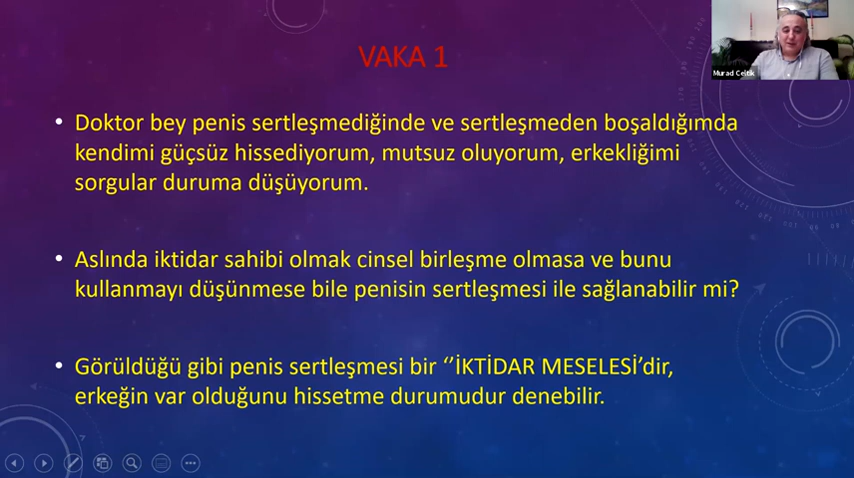 VAKA 1
Murad Celtik
• Doktor bey penis sertleşmediğinde ve sertleşmeden boşaldığımda
kendimi güçsüz hissediyorum, mutsuz oluyorum, erkekliğimi
sorgular duruma düşüyorum.
• Aslında iktidar sahibi olmak cinsel birleşme olmasa ve bunu
kullanmayı düşünmese bile penisin sertleşmesi ile sağlanabilir mi?
• Görüldüğü gibi penis sertleşmesi bir ‘’İKTİDAR MESELESİ’dir,
erkeğin var olduğunu hissetme durumudur denebilir.